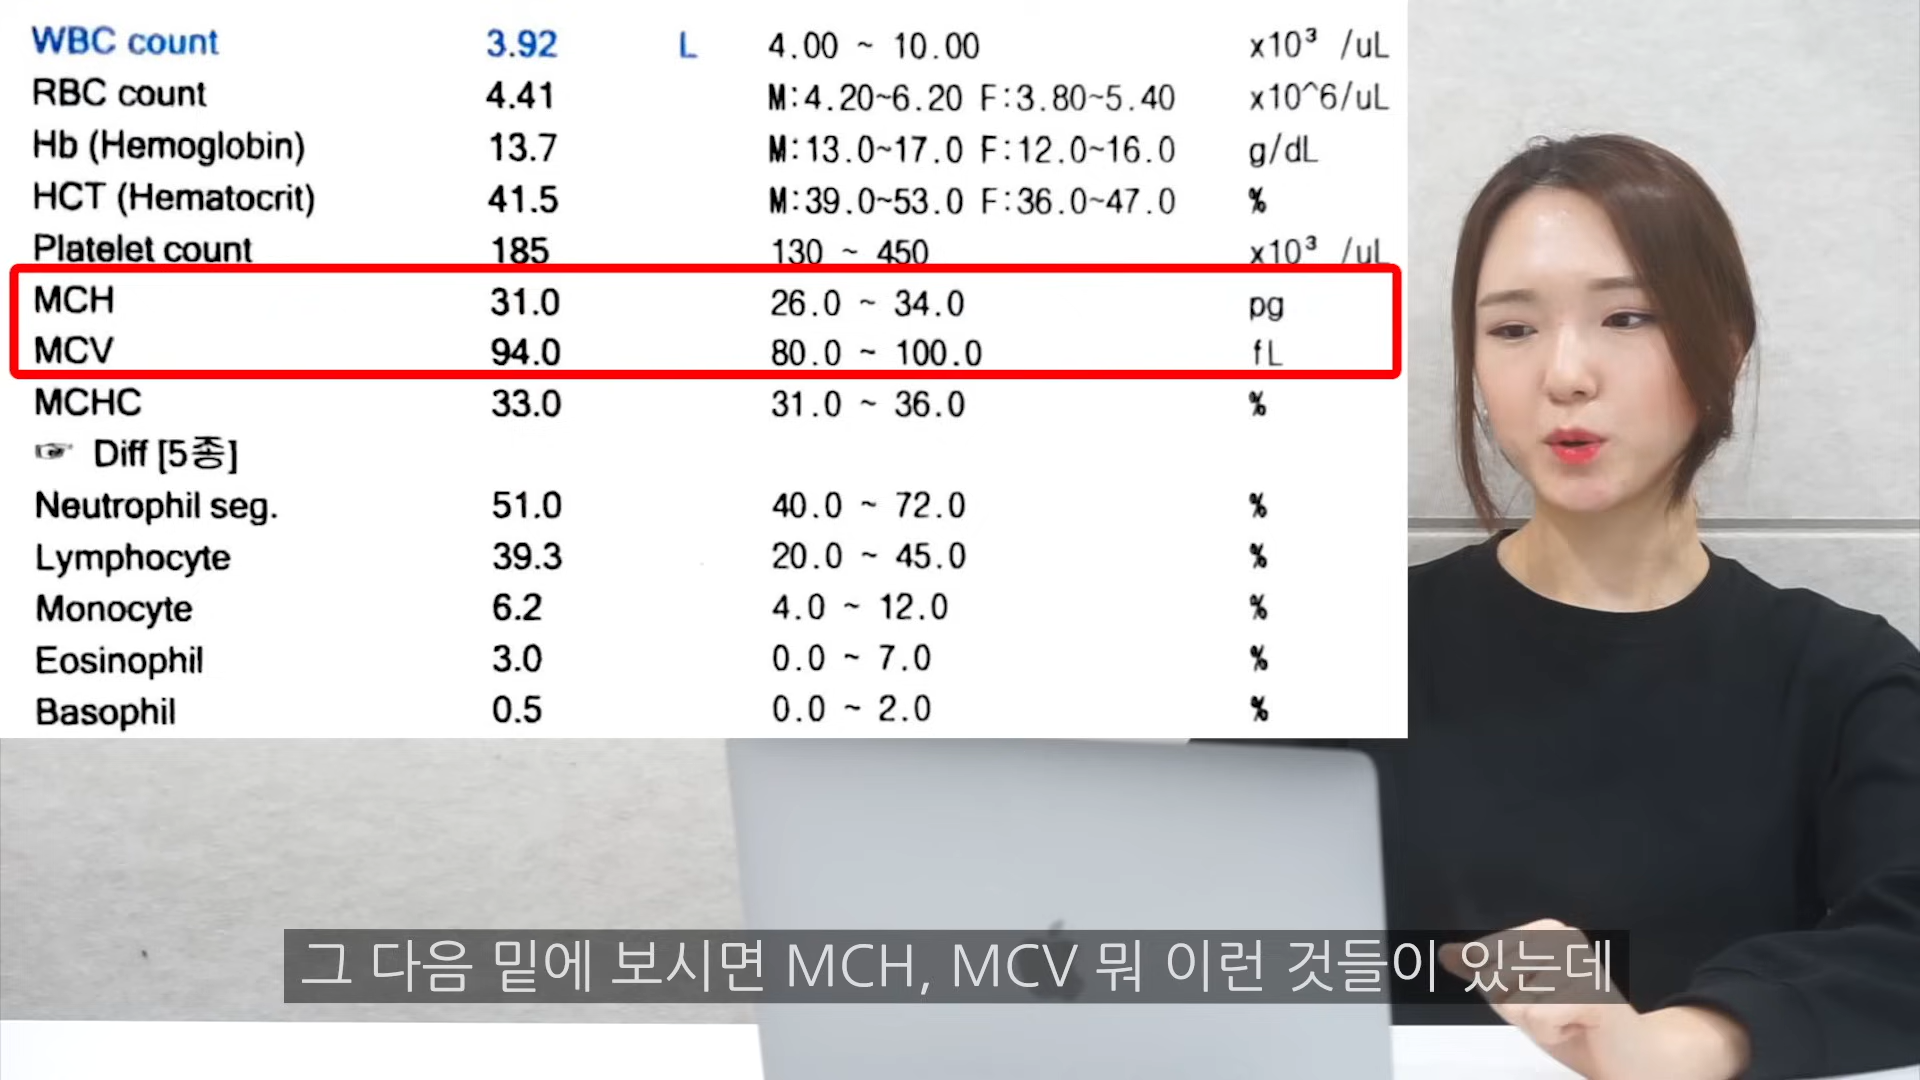 WBC count 3.92 L 4.00 ~ 10.00 x10³ /uL
RBC count 4.41 M:4.20~6.20 F:3.80~5.40 x10^6/uL
Hb (Hemoglobin) 13.7 M:13.0~17.0 F:12.0~16.0 g/dL
HCT (Hematocrit) 41.5 M:39.0~53.0 F:36.0~47.0 %
Platelet count 185 130 ~ 450 x10³ /uL
MCH 31.0 26.0 ~ 34.0 pg
MCV 94.0 80.0 ~ 100.0 fL
MCHC 33.0 31.0 ~ 36.0 %
☞ Diff [5종]
Neutrophil seg. 51.0 40.0 ~ 72.0 %
Lymphocyte 39.3 20.0 ~ 45.0 %
Monocyte 6.2 4.0 ~ 12.0 %
Eosinophil 3.0 0.0 ~ 7.0 %
Basophil 0.5 0.0 ~ 2.0 %
그 다음 밑에 보시면 MCH, MCV 뭐 이런 것들이 있는데